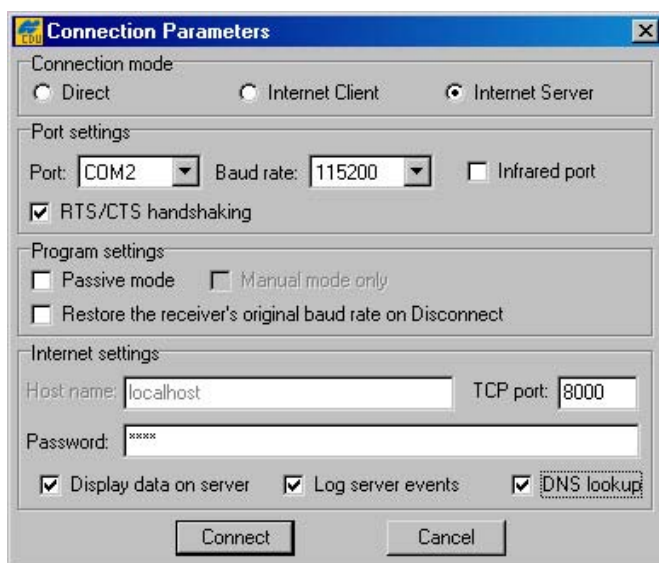 CDU Connection Parameters
Connection mode
Direct Internet Client Internet Server
Port settings
Port: COM2 Baud rate: 115200 Infrared port
RTS/CTS handshaking
Program settings
Passive mode Manual mode only
Restore the receiver's original baud rate on Disconnect
Internet settings
Host name: localhost TCP port: 8000
Password: ****
Display data on server Log server events DNS lookup
Connect Cancel